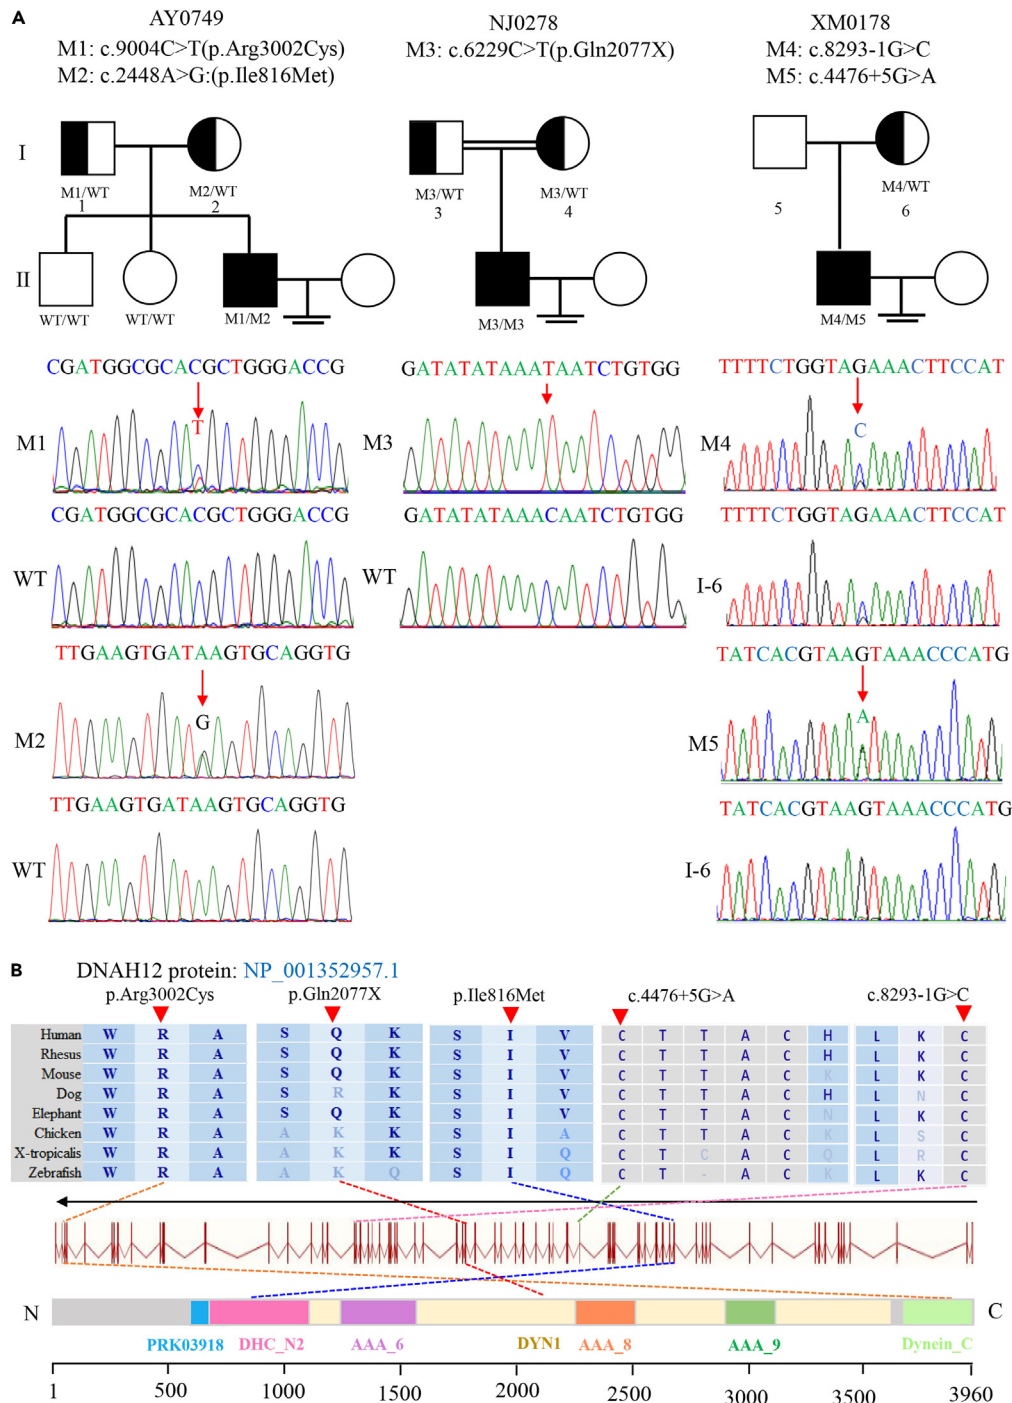 A
AY0749
M1: c.9004C>T(p.Arg3002Cys)
M2: c.2448A>G:(p.Ile816Met)
NJ0278
M3: c.6229C>T(p.Gln2077X)
XM0178
M4: c.8293-1G>C
M5: c.4476+5G>A
I
M1/WT
1
M2/WT
2
M3/WT
3
M3/WT
4
5
M4/WT
6
II
WT/WT
WT/WT
M1/M2
M3/M3
M4/M5
CGATGGCGCACGCTGGGACCG
T
M1
CGATGGCGCACGCTGGGACCG
WT
TTGAAGTGATAAGTGCAGGTG
G
M2
TTGAAGTGATAAGTGCAGGTG
WT
GATATATAAATAATCTGTGG
M3
GATATATAAACAATCTGTGG
WT
TTTTCTGGTAGAAACTTCCAT
C
M4
TTTTCTGGTAGAAACTTCCAT
I-6
TATCACGTAAGTAAACCCATG
A
M5
TATCACGTAAGTAAACCCATG
I-6
B
DNAH12 protein: NP_001352957.1
p.Arg3002Cys p.Gln2077X p.Ile816Met c.4476+5G>A c.8293-1G>C
Human W R A S Q K S I V C T T A C H L K C
Rhesus W R A S Q K S I V C T T A C H L K C
Mouse W R A S Q K S I V C T T A C K L K C
Dog W R A S R K S I V C T T A C H L N C
Elephant W R A S Q K S I V C T T A C N L K C
Chicken W R A A K K S I A C T T A C K L S C
X-tropicalis W R A A K K S I Q C T C A C Q L R C
Zebrafish W R A A K Q S I Q C T - A C K L K C
N
C
PRK03918 DHC_N2 AAA_6 DYN1 AAA_8 AAA_9 Dynein_C
1 500 1000 1500 2000 2500 3000 3500 3960